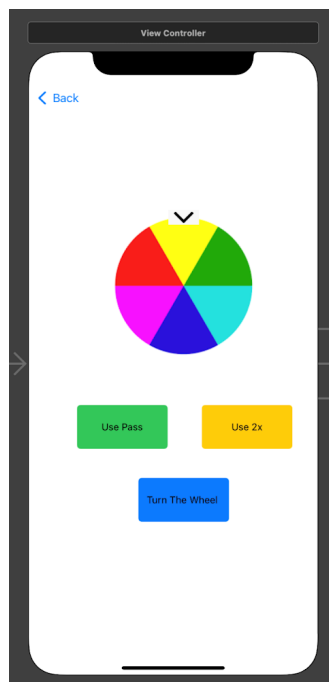 View Controller
Back
Use Pass
Use 2x
Turn The Wheel